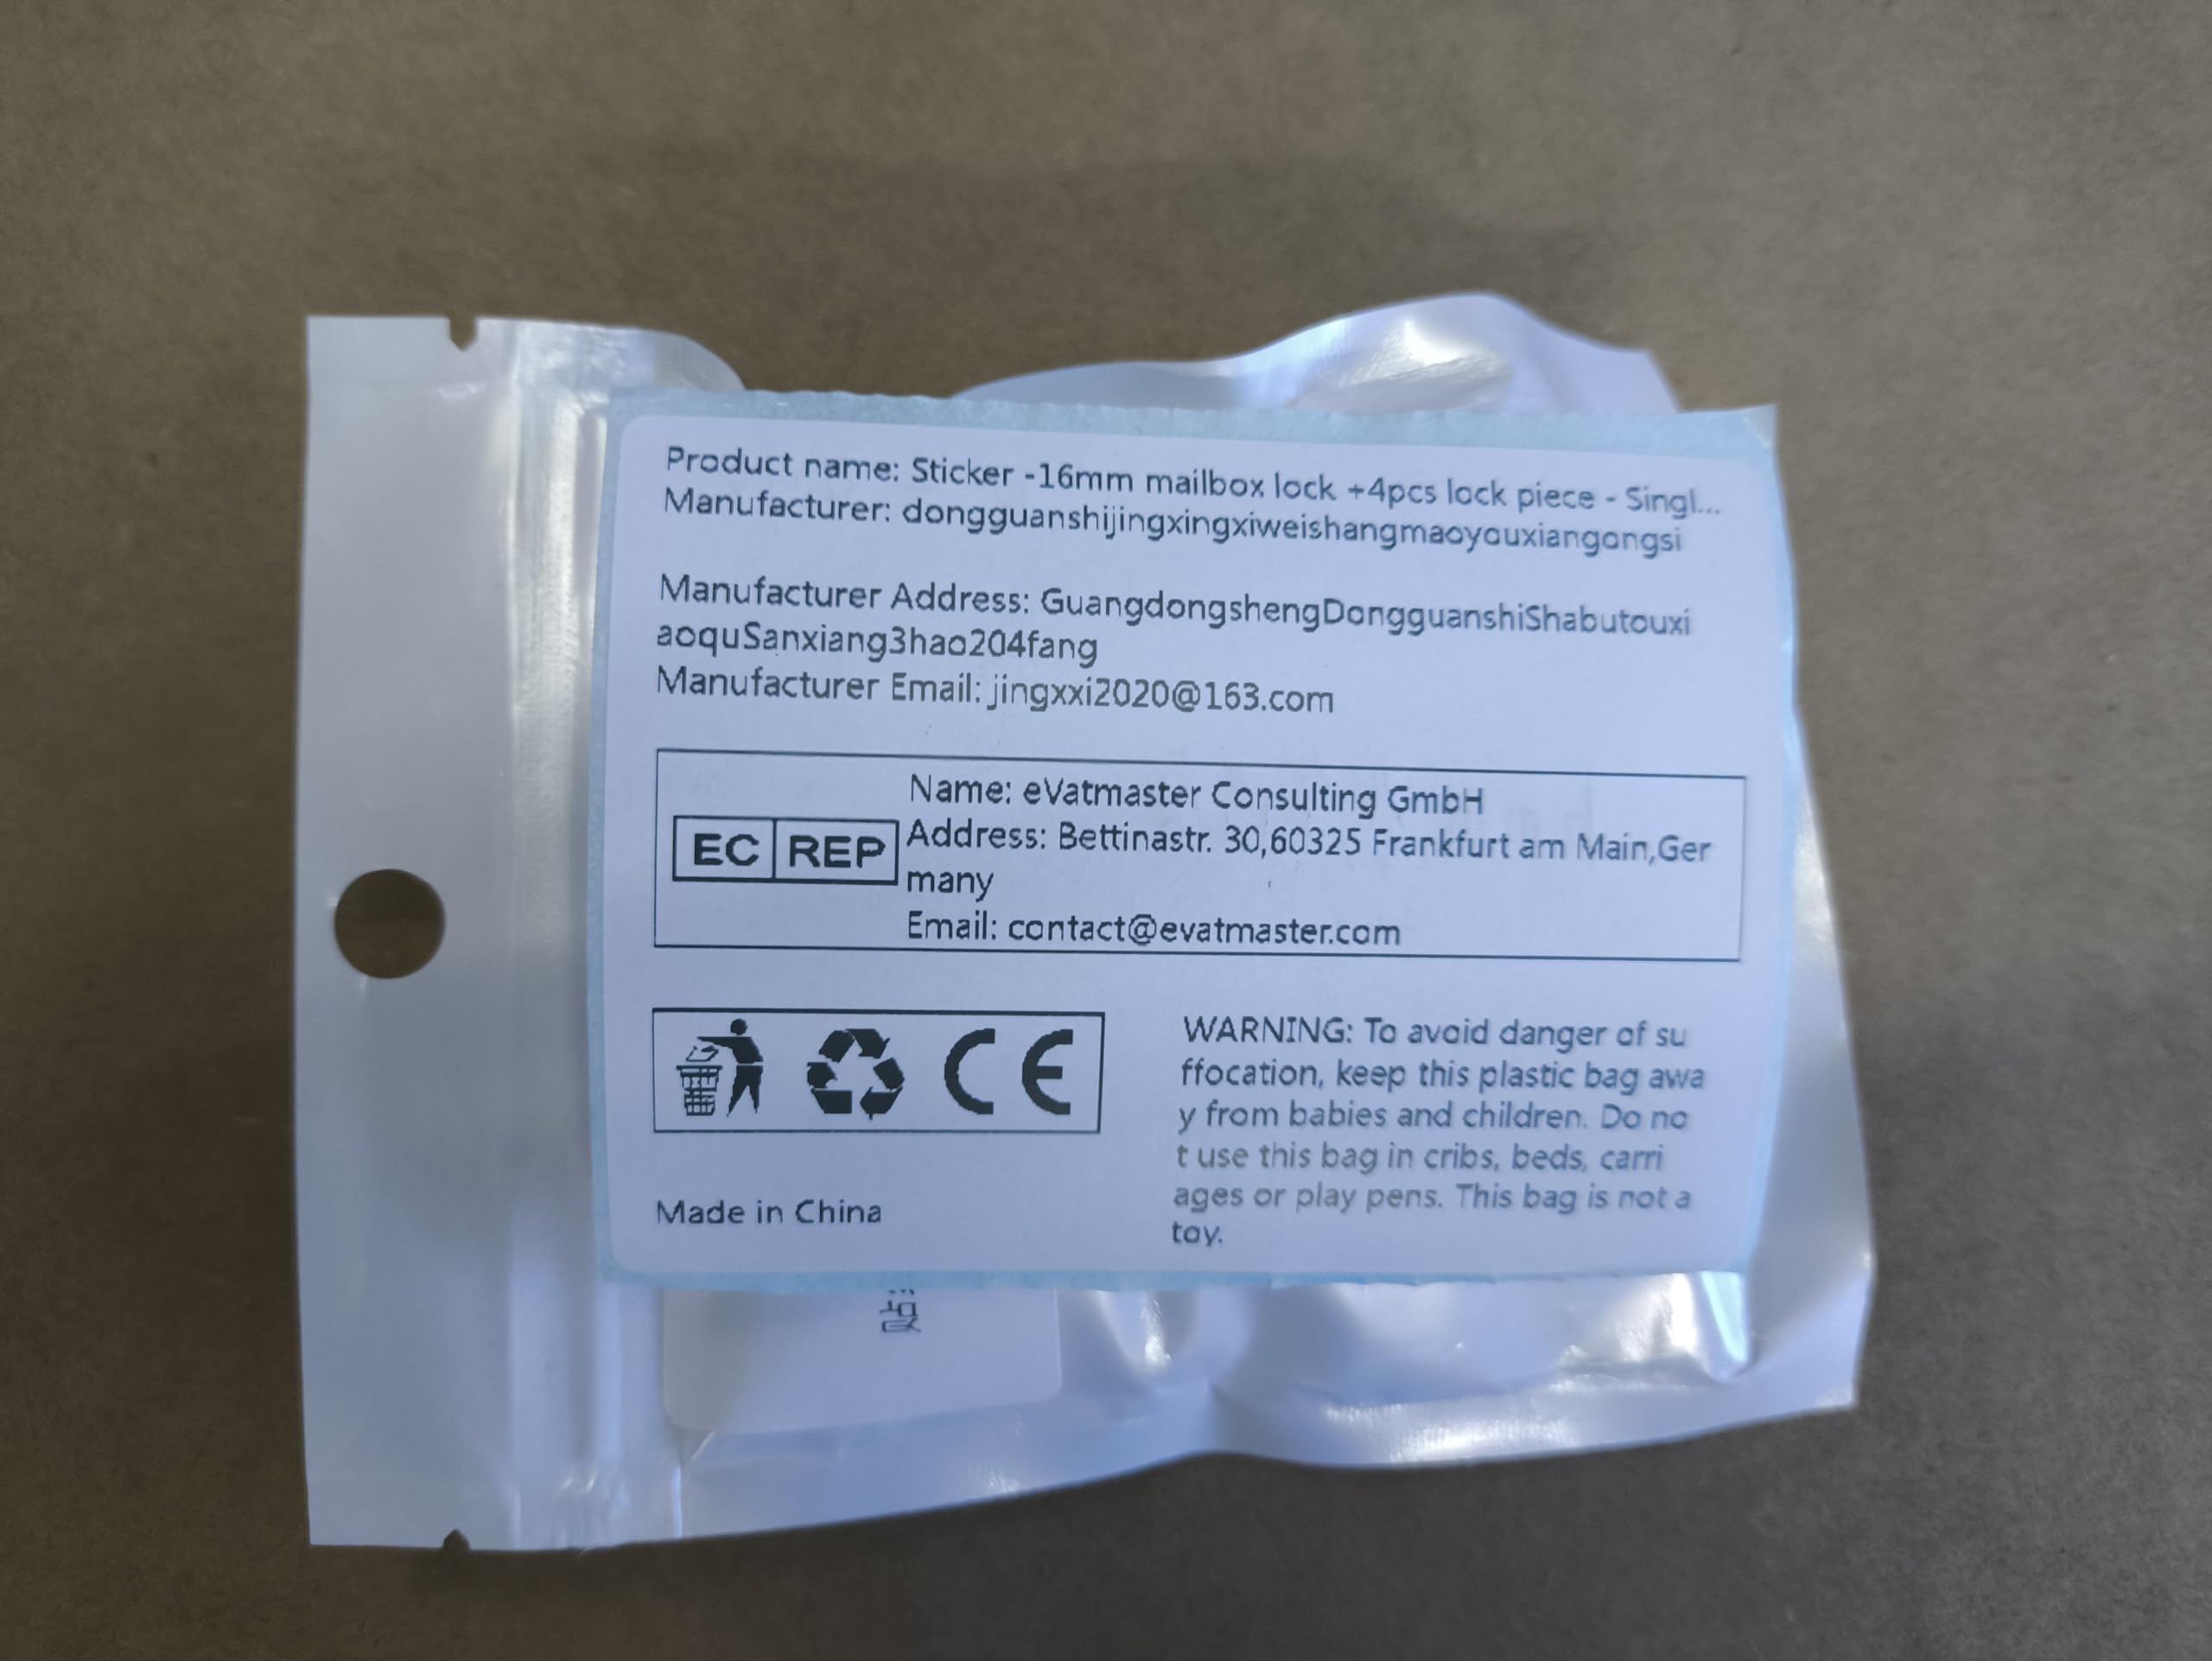 Product name: Sticker -16mm mailbox lock +4pcs lock piece - Singl...
Manufacturer: dongguanshijingxingxiweishangmaoyouxiangongsi
Manufacturer Address: GuangdongshengDongguanshiShabutouxi
aoquSanxiang3hao204fang
Manufacturer Email: jingxxi2020@163.com
Name: eVatmaster Consulting GmbH
EC REP
Address: Bettinastr. 30,60325 Frankfurt am Main,Ger
many
Email: contact@evatmaster.com
CE
WARNING: To avoid danger of su
ffocation, keep this plastic bag awa
y from babies and children. Do no
t use this bag in cribs, beds, carri
ages or play pens. This bag is not a
toy.
Made in China